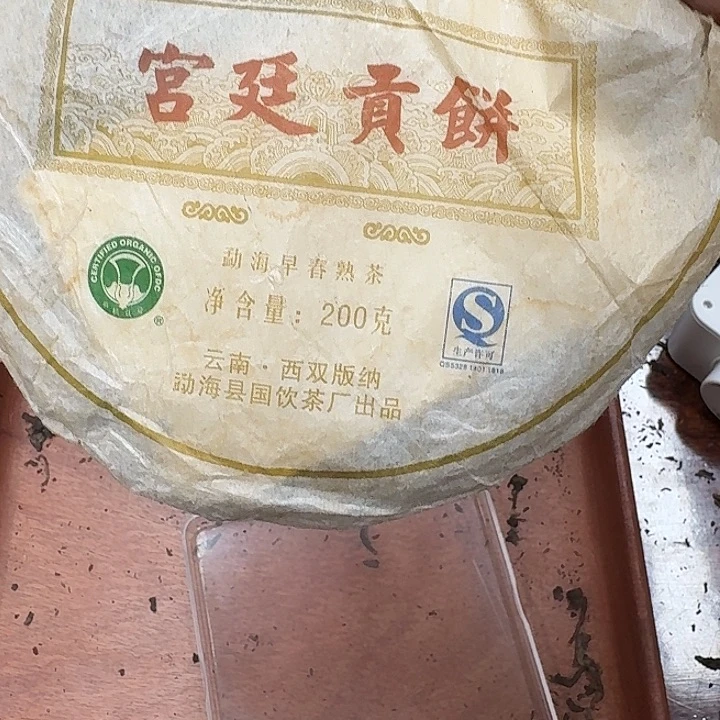 宮廷貢餅
勐海早春熟茶
净含量：200克
云南·西双版纳
勐海县国饮茶厂出品
CERTIFIED ORGANIC OFDC
®
S
生产许可